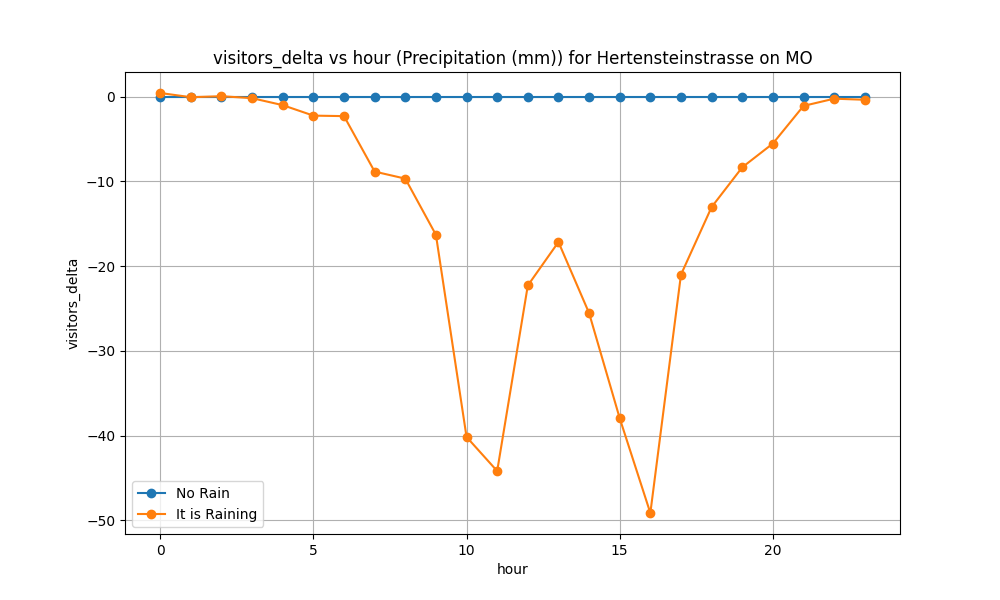 visitors_delta vs hour (Precipitation (mm)) for Hertensteinstrasse on MO
visitors_delta
0
−10
−20
−30
−40
−50
No Rain
It is Raining
0 5 10 15 20
hour